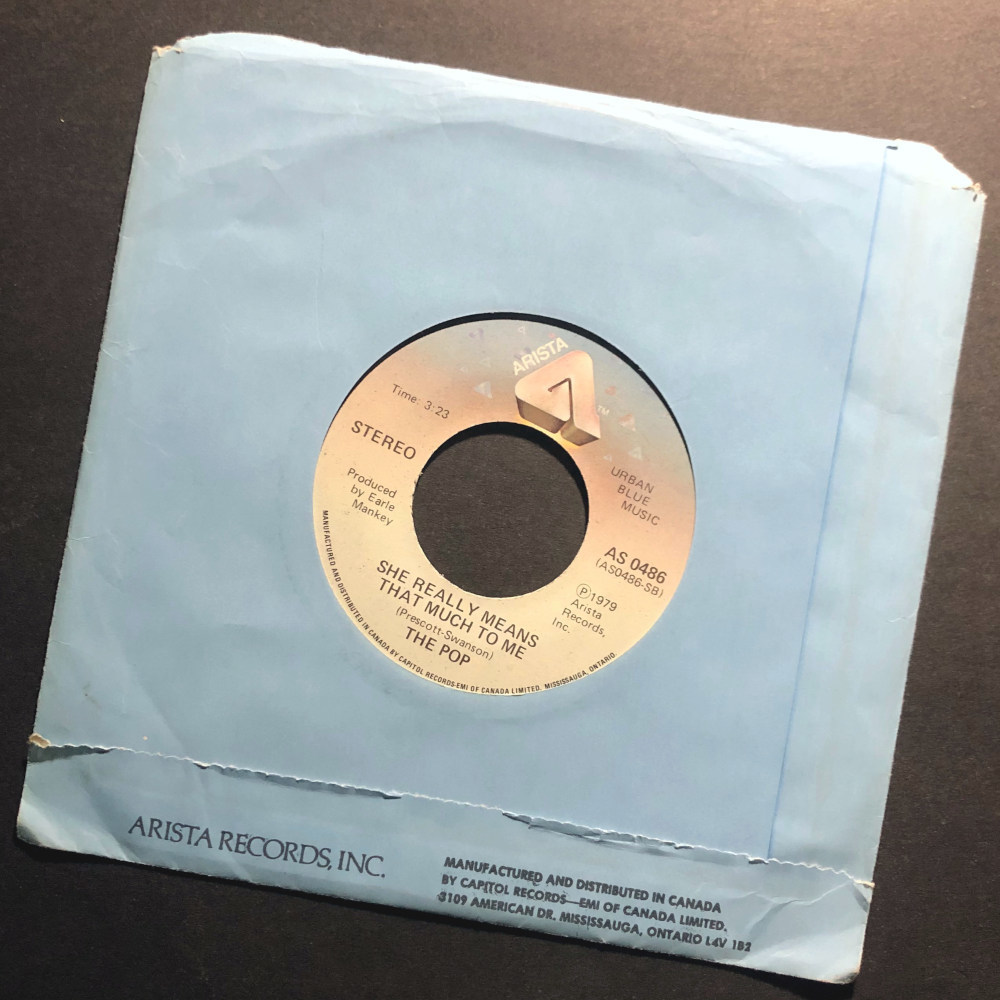 ARISTA
TM
Time: 3:23
STEREO
Produced
by Earle
Mankey
URBAN
BLUE
MUSIC
AS 0486
(AS0486-SB)
℗1979
Arista
Records,
Inc.
SHE REALLY MEANS
THAT MUCH TO ME
(Prescott-Swanson)
THE POP
MANUFACTURED AND DISTRIBUTED IN CANADA BY CAPITOL RECORDS-EMI OF CANADA LIMITED. MISSISSAUGA, ONTARIO.
ARISTA RECORDS, INC.
MANUFACTURED AND DISTRIBUTED IN CANADA
BY CAPITOL RECORDS—EMI OF CANADA LIMITED.
3109 AMERICAN DR. MISSISSAUGA, ONTARIO L4V 1B2